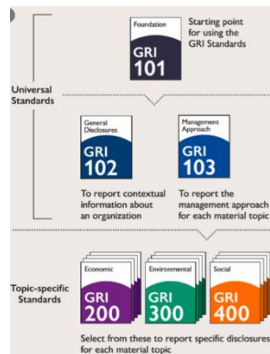 Foundation
GRI
101
Starting point
for using the
GRI Standards
Universal
Standards
General
Disclosures
GRI
102
Management
Approach
GRI
103
To report contextual
information about
an organization
To report the
management approach
for each material topic
Topic-specific
Standards
Economic
GRI
200
Environmental
GRI
300
Social
GRI
400
Select from these to report specific disclosures
for each material topic